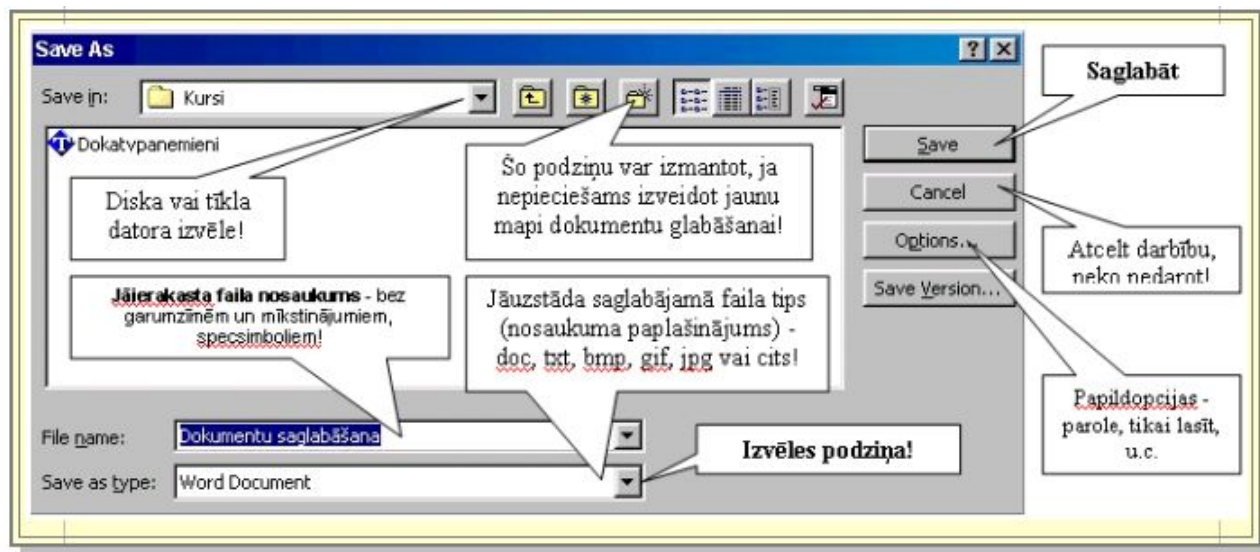 Save As
Saglabāt
Save in:
Kursi
Dokatvpanemieni
Diska vai tīkla
datora izvēle!
Šo podziņu var izmantot, ja
nepieciešams izveidot jaunu
mapi dokumentu glabāšanai!
Save
Cancel
Options...
Save Version...
Atcelt darbību,
neko nedarot!
Jāierakasta faila nosaukums - bez
garumzīmēm un mīkstinājumiem,
specsimboliem!
Jāuzstāda saglabājamā faila tips
(nosaukuma paplašinājums) -
doc, txt, bmp, gif, jpg vai cits!
Papildopcijas -
parole, tikai lasīt,
u.c.
File name:
Dokumentu saglabāšana
Izvēles podziņa!
Save as type:
Word Document